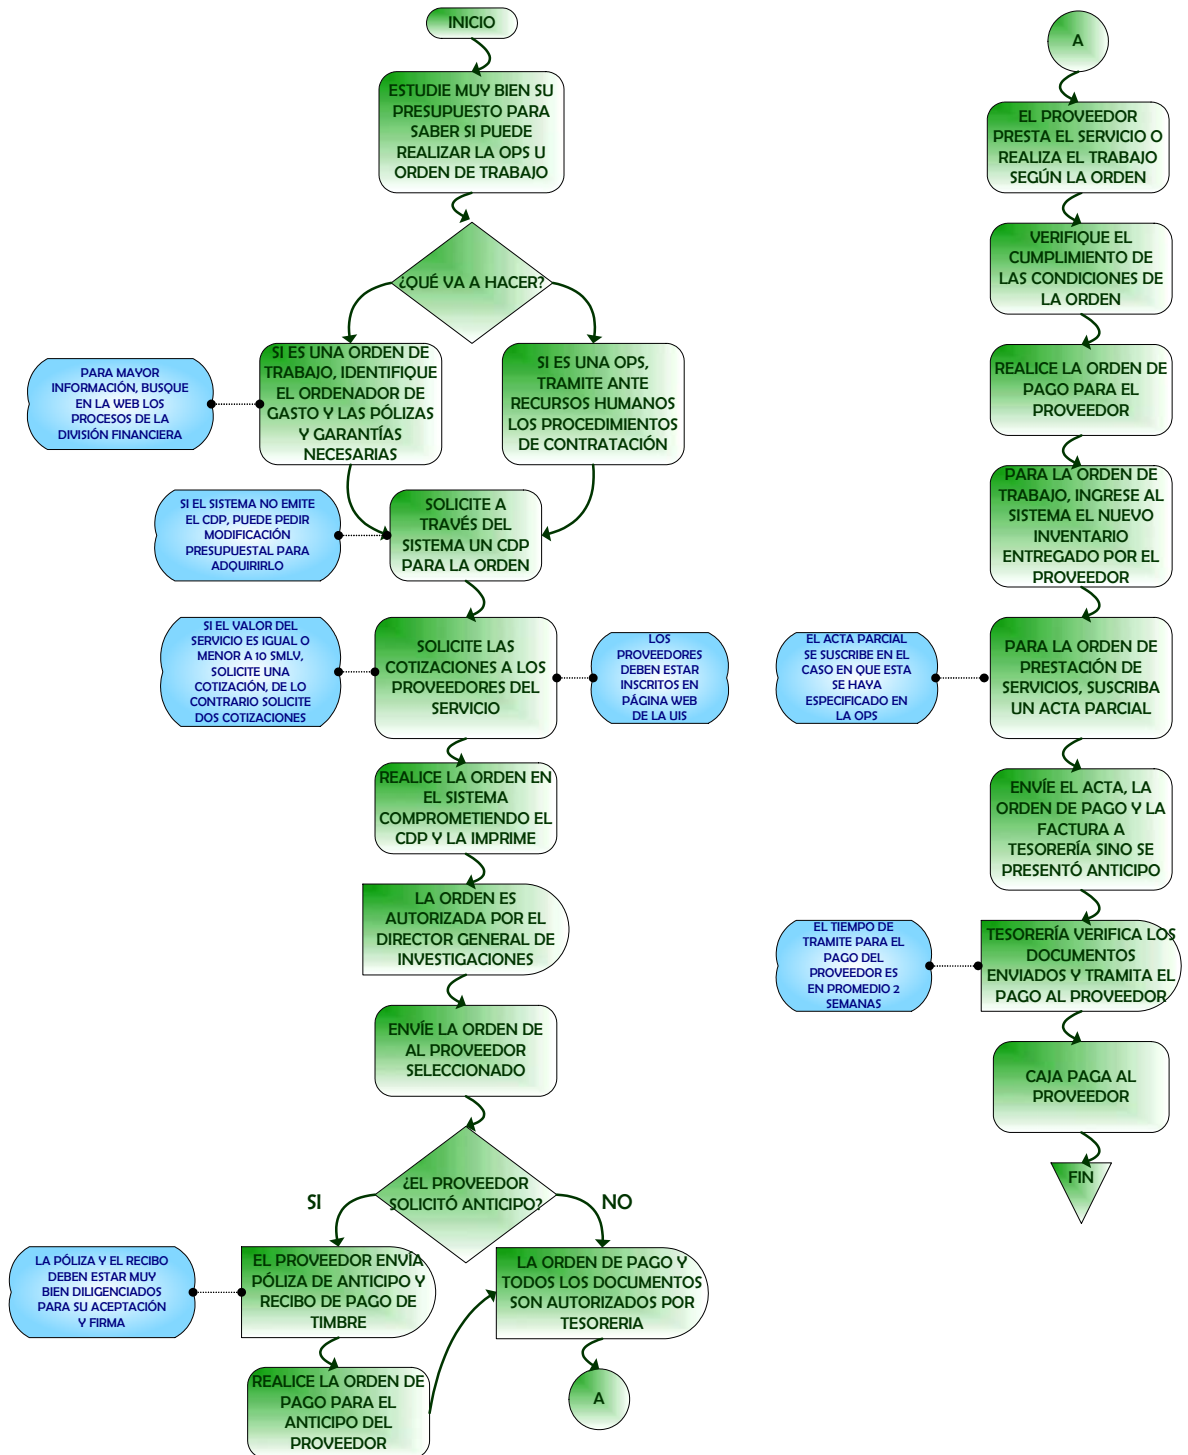 INICIO
ESTUDIE MUY BIEN SU
PRESUPUESTO PARA
SABER SI PUEDE
REALIZAR LA OPS U
ORDEN DE TRABAJO
¿QUÉ VA A HACER?
PARA MAYOR
INFORMACIÓN, BUSQUE
EN LA WEB LOS
PROCESOS DE LA
DIVISIÓN FINANCIERA
SI ES UNA ORDEN DE
TRABAJO, IDENTIFIQUE
EL ORDENADOR DE
GASTO Y LAS PÓLIZAS
Y GARANTÍAS
NECESARIAS
SI ES UNA OPS,
TRAMITE ANTE
RECURSOS HUMANOS
LOS PROCEDIMIENTOS
DE CONTRATACIÓN
SI EL SISTEMA NO EMITE
EL CDP, PUEDE PEDIR
MODIFICACIÓN
PRESUPUESTAL PARA
ADQUIRIRLO
SOLICITE A
TRAVÉS DEL
SISTEMA UN CDP
PARA LA ORDEN
SI EL VALOR DEL
SERVICIO ES IGUAL O
MENOR A 10 SMLV,
SOLICITE UNA
COTIZACIÓN, DE LO
CONTRARIO SOLICITE
DOS COTIZACIONES
SOLICITE LAS
COTIZACIONES A LOS
PROVEEDORES DEL
SERVICIO
LOS
PROVEEDORES
DEBEN ESTAR
INSCRITOS EN
PÁGINA WEB
DE LA UIS
REALICE LA ORDEN EN
EL SISTEMA
COMPROMETIENDO EL
CDP Y LA IMPRIME
LA ORDEN ES
AUTORIZADA POR EL
DIRECTOR GENERAL DE
INVESTIGACIONES
ENVÍE LA ORDEN DE
AL PROVEEDOR
SELECCIONADO
¿EL PROVEEDOR
SOLICITÓ ANTICIPO?
SI
NO
LA PÓLIZA Y EL RECIBO
DEBEN ESTAR MUY
BIEN DILIGENCIADOS
PARA SU ACEPTACIÓN
Y FIRMA
EL PROVEEDOR ENVÍA
PÓLIZA DE ANTICIPO Y
RECIBO DE PAGO DE
TIMBRE
LA ORDEN DE PAGO Y
TODOS LOS DOCUMENTOS
SON AUTORIZADOS POR
TESORERIA
REALICE LA ORDEN DE
PAGO PARA EL
ANTICIPO DEL
PROVEEDOR
A
A
EL PROVEEDOR
PRESTA EL SERVICIO O
REALIZA EL TRABAJO
SEGÚN LA ORDEN
VERIFIQUE EL
CUMPLIMIENTO DE
LAS CONDICIONES DE
LA ORDEN
REALICE LA ORDEN DE
PAGO PARA EL
PROVEEDOR
PARA LA ORDEN DE
TRABAJO, INGRESE AL
SISTEMA EL NUEVO
INVENTARIO
ENTREGADO POR EL
PROVEEDOR
EL ACTA PARCIAL
SE SUSCRIBE EN EL
CASO EN QUE ESTA
SE HAYA
ESPECIFICADO EN
LA OPS
PARA LA ORDEN DE
PRESTACIÓN DE
SERVICIOS, SUSCRIBA
UN ACTA PARCIAL
ENVÍE EL ACTA, LA
ORDEN DE PAGO Y LA
FACTURA A
TESORERÍA SINO SE
PRESENTÓ ANTICIPO
EL TIEMPO DE
TRAMITE PARA EL
PAGO DEL
PROVEEDOR ES
EN PROMEDIO 2
SEMANAS
TESORERÍA VERIFICA LOS
DOCUMENTOS
ENVIADOS Y TRAMITA EL
PAGO AL PROVEEDOR
CAJA PAGA AL
PROVEEDOR
FIN